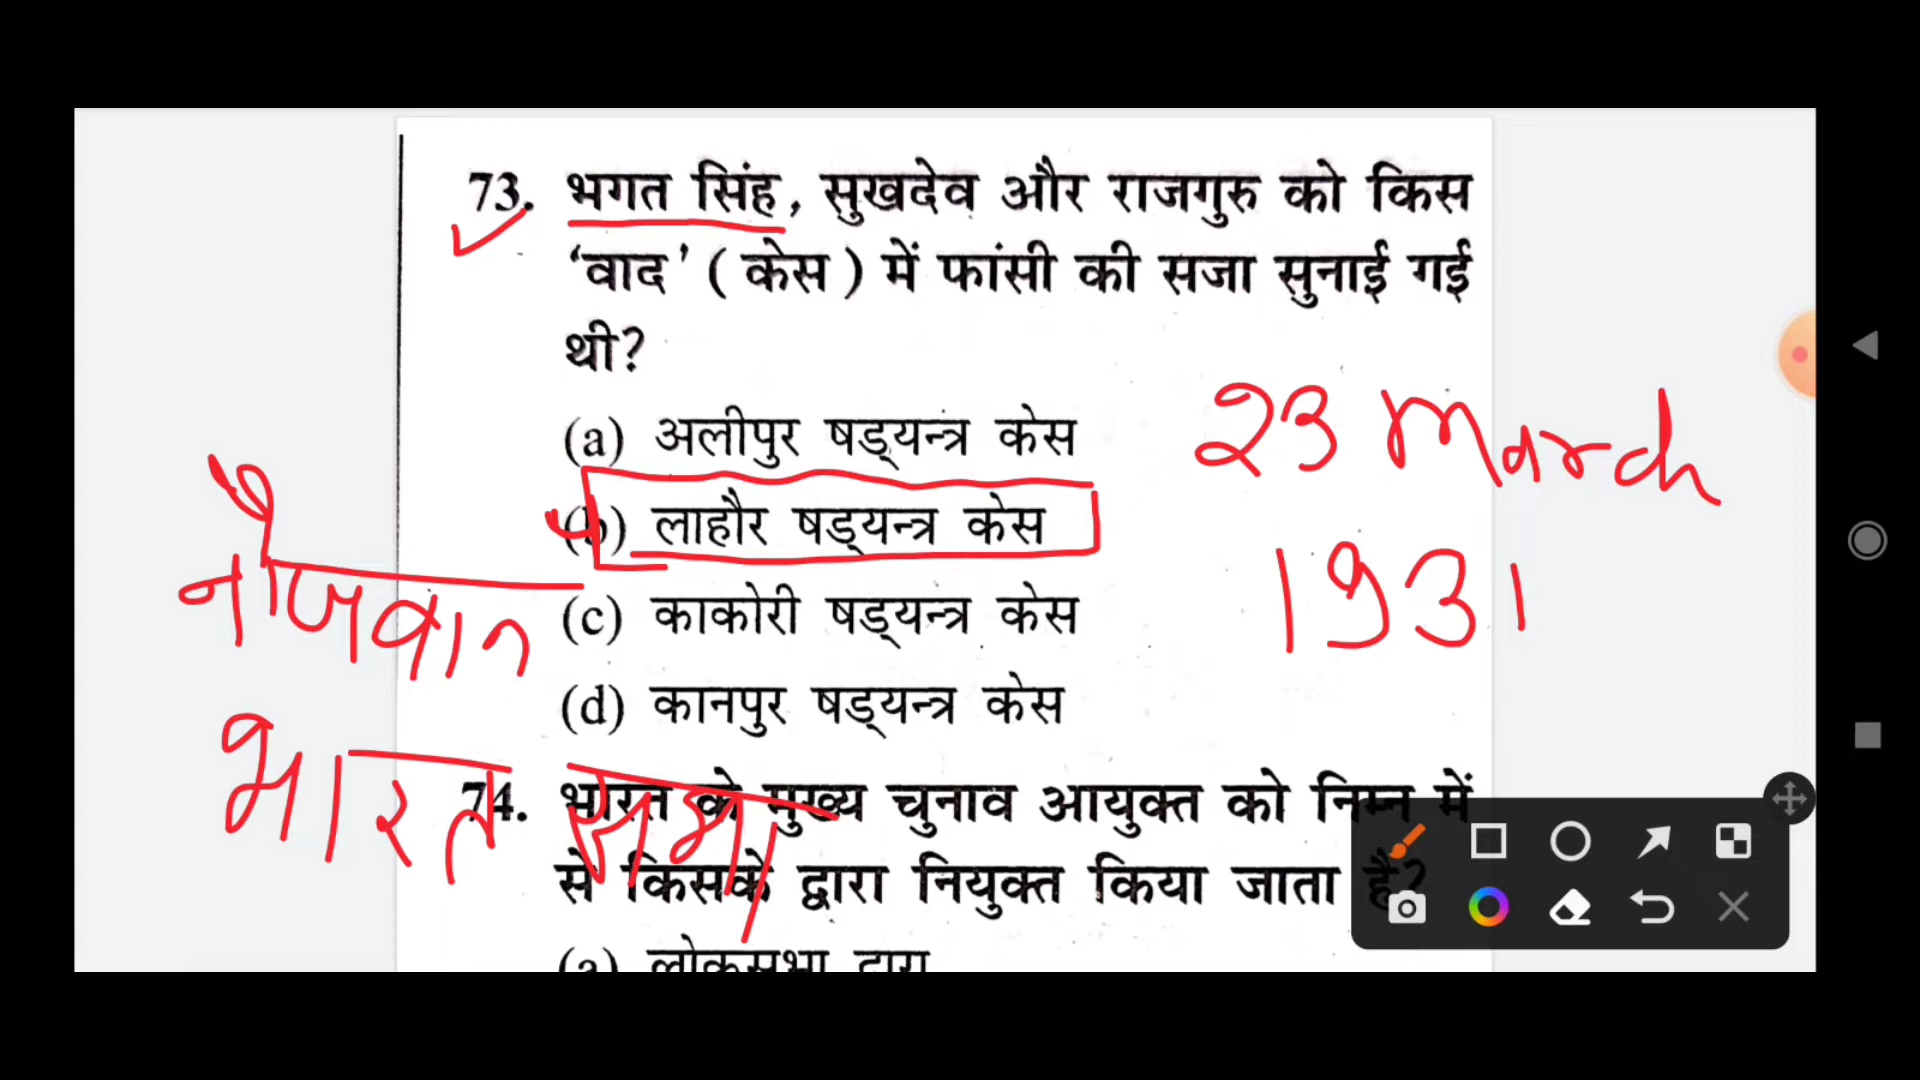 73. भगत सिंह, सुखदेव और राजगुरु को किस
‘वाद’ (केस) में फांसी की सजा सुनाई गई
थी?
(a) अलीपुर षड्यन्त्र केस
23 March
(b) लाहौर षड्यन्त्र केस
1931
नौजवान
(c) काकोरी षड्यन्त्र केस
(d) कानपुर षड्यन्त्र केस
भारत सभा
74. भारत के मुख्य चुनाव आयुक्त को निम्न में
से किसके द्वारा नियुक्त किया जाता है?
(a) लोकसभा द्वारा